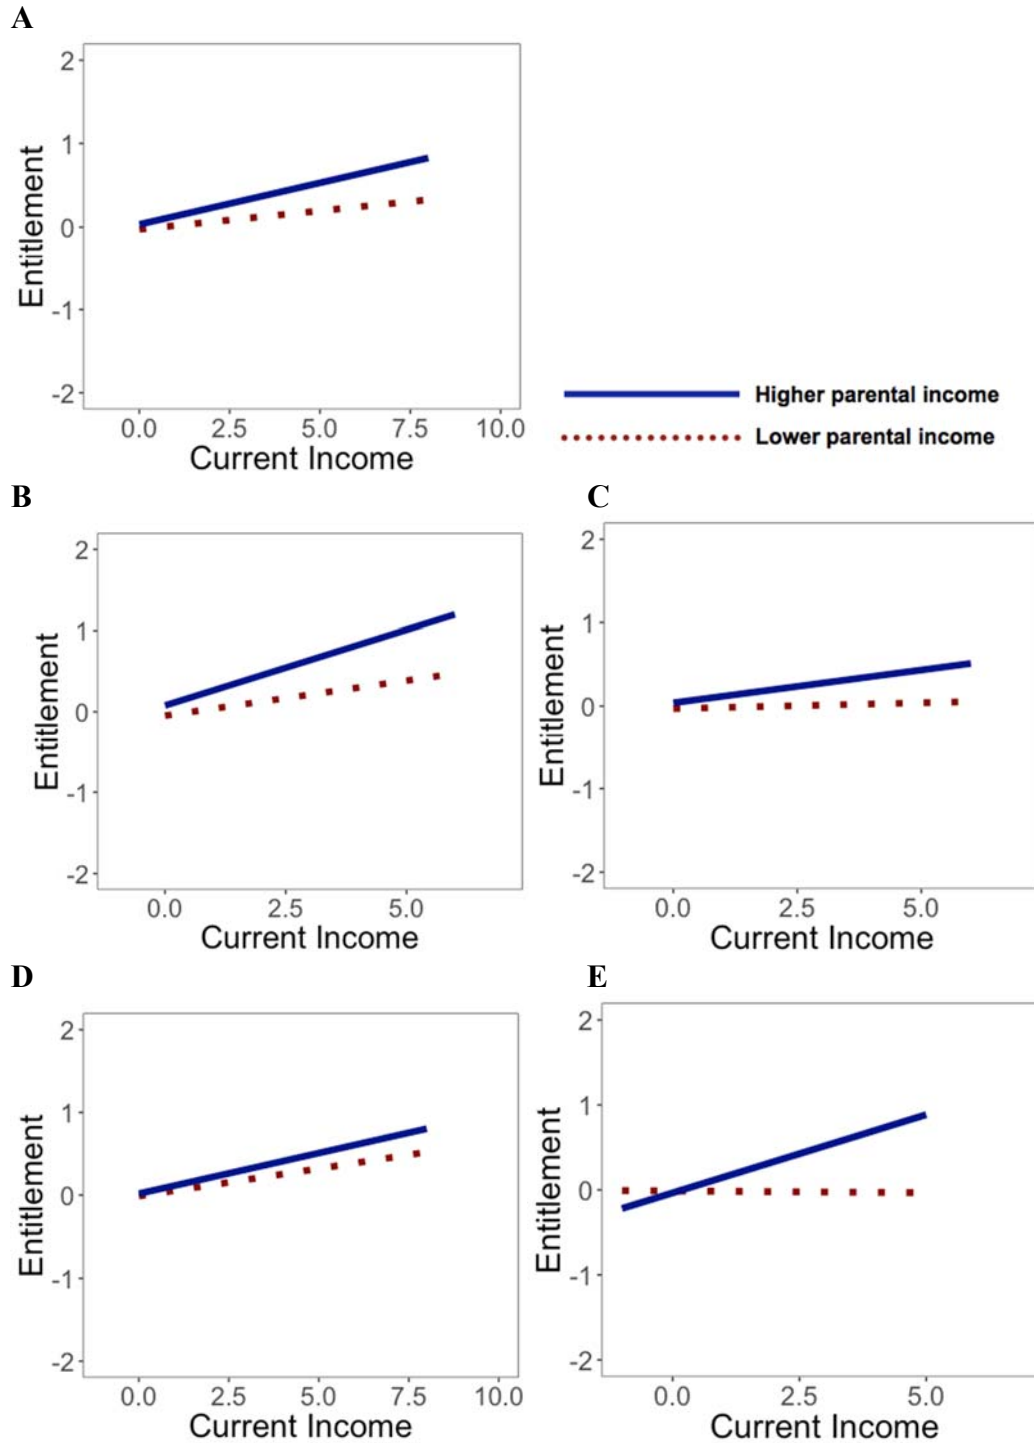 A
2
1
0
-1
-2
Entitlement
0.0 2.5 5.0 7.5 10.0
Current Income
Higher parental income
Lower parental income
B
2
1
0
-1
-2
Entitlement
0.0 2.5 5.0
Current Income
C
2
1
0
-1
-2
Entitlement
0.0 2.5 5.0
Current Income
D
2
1
0
-1
-2
Entitlement
0.0 2.5 5.0 7.5 10.0
Current Income
E
2
1
0
-1
-2
Entitlement
0.0 2.5 5.0
Current Income